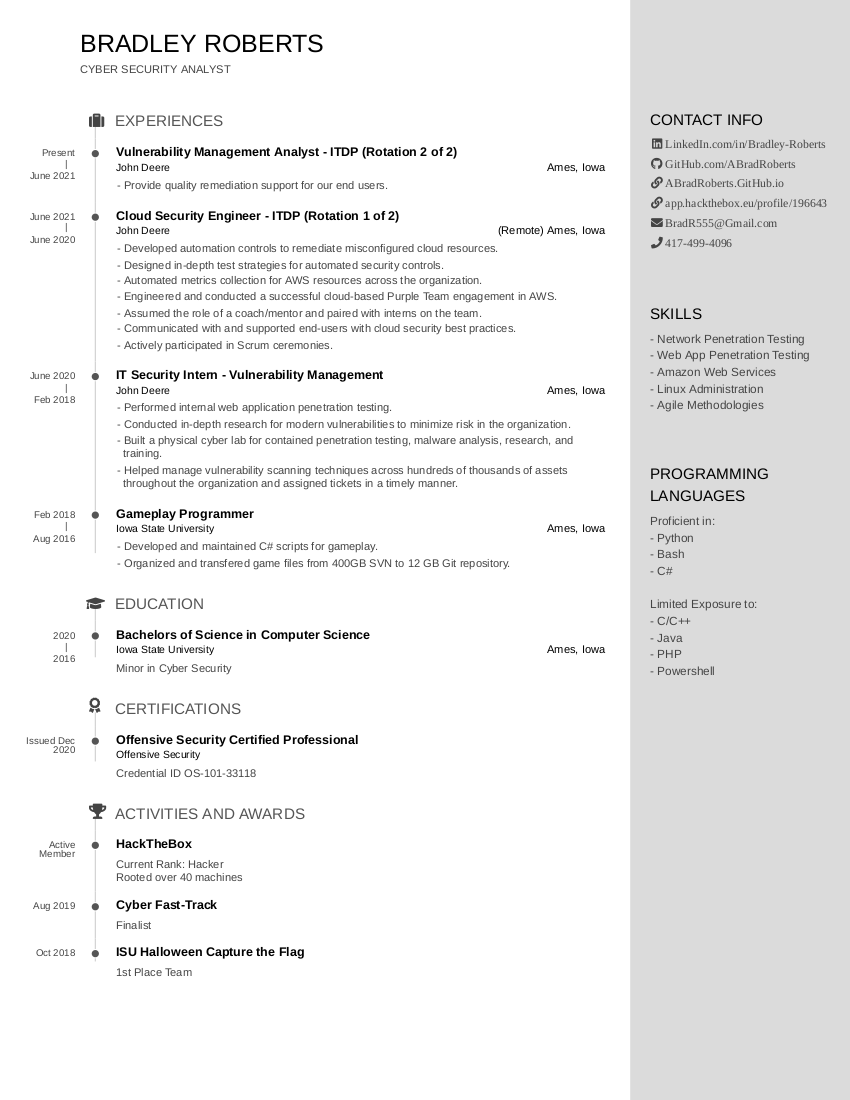 BRADLEY ROBERTS
CYBER SECURITY ANALYST
EXPERIENCES
Present
|
June 2021
Vulnerability Management Analyst - ITDP (Rotation 2 of 2)
John Deere Ames, Iowa
- Provide quality remediation support for our end users.
June 2021
|
June 2020
Cloud Security Engineer - ITDP (Rotation 1 of 2)
John Deere (Remote) Ames, Iowa
- Developed automation controls to remediate misconfigured cloud resources.
- Designed in-depth test strategies for automated security controls.
- Automated metrics collection for AWS resources across the organization.
- Engineered and conducted a successful cloud-based Purple Team engagement in AWS.
- Assumed the role of a coach/mentor and paired with interns on the team.
- Communicated with and supported end-users with cloud security best practices.
- Actively participated in Scrum ceremonies.
June 2020
|
Feb 2018
IT Security Intern - Vulnerability Management
John Deere Ames, Iowa
- Performed internal web application penetration testing.
- Conducted in-depth research for modern vulnerabilities to minimize risk in the organization.
- Built a physical cyber lab for contained penetration testing, malware analysis, research, and
training.
- Helped manage vulnerability scanning techniques across hundreds of thousands of assets
throughout the organization and assigned tickets in a timely manner.
Feb 2018
|
Aug 2016
Gameplay Programmer
Iowa State University Ames, Iowa
- Developed and maintained C# scripts for gameplay.
- Organized and transfered game files from 400GB SVN to 12 GB Git repository.
EDUCATION
2020
|
2016
Bachelors of Science in Computer Science
Iowa State University Ames, Iowa
Minor in Cyber Security
CERTIFICATIONS
Issued Dec
2020
Offensive Security Certified Professional
Offensive Security
Credential ID OS-101-33118
ACTIVITIES AND AWARDS
Active
Member
HackTheBox
Current Rank: Hacker
Rooted over 40 machines
Aug 2019
Cyber Fast-Track
Finalist
Oct 2018
ISU Halloween Capture the Flag
1st Place Team
CONTACT INFO
LinkedIn.com/in/Bradley-Roberts
GitHub.com/ABradRoberts
ABradRoberts.GitHub.io
app.hackthebox.eu/profile/196643
BradR555@Gmail.com
417-499-4096
SKILLS
- Network Penetration Testing
- Web App Penetration Testing
- Amazon Web Services
- Linux Administration
- Agile Methodologies
PROGRAMMING
LANGUAGES
Proficient in:
- Python
- Bash
- C#
Limited Exposure to:
- C/C++
- Java
- PHP
- Powershell